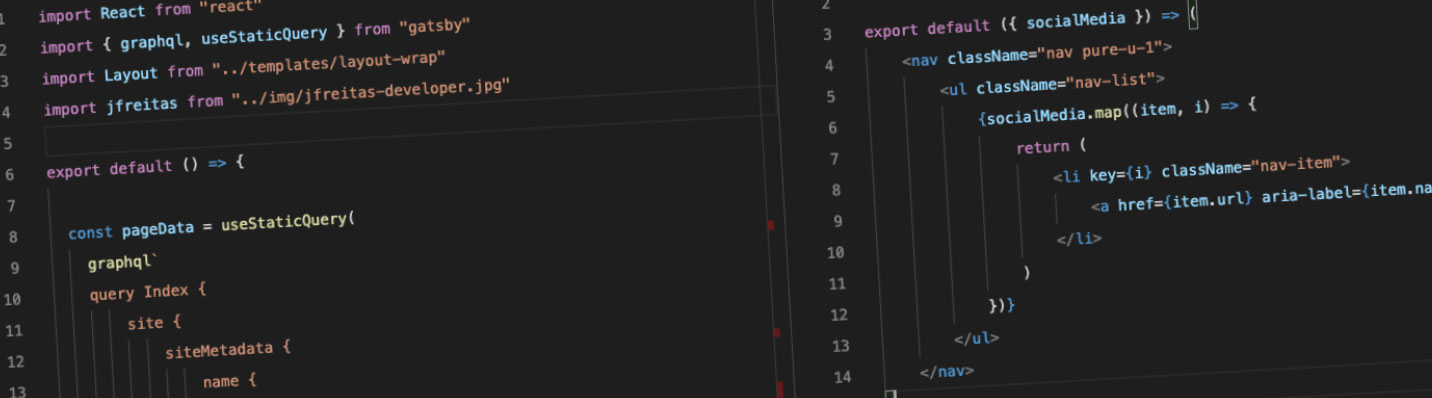 1 import React from "react"
2 import { graphql, useStaticQuery } from "gatsby"
3 import Layout from "../templates/layout-wrap"
4 import jfreitas from "../img/jfreitas-developer.jpg"
5
6 export default () => {
7
8 const pageData = useStaticQuery(
9 graphql`
10 query Index {
11 site {
12 siteMetadata {
13 name {
2
3 export default ({ socialMedia }) => (
4 <nav className="nav pure-u-1">
5 <ul className="nav-list">
6 {socialMedia.map((item, i) => {
7 return (
8 <li key={i} className="nav-item">
9 <a href={item.url} aria-label={item.na
10 </li>
11 )
12 })}
13 </ul>
14 </nav>